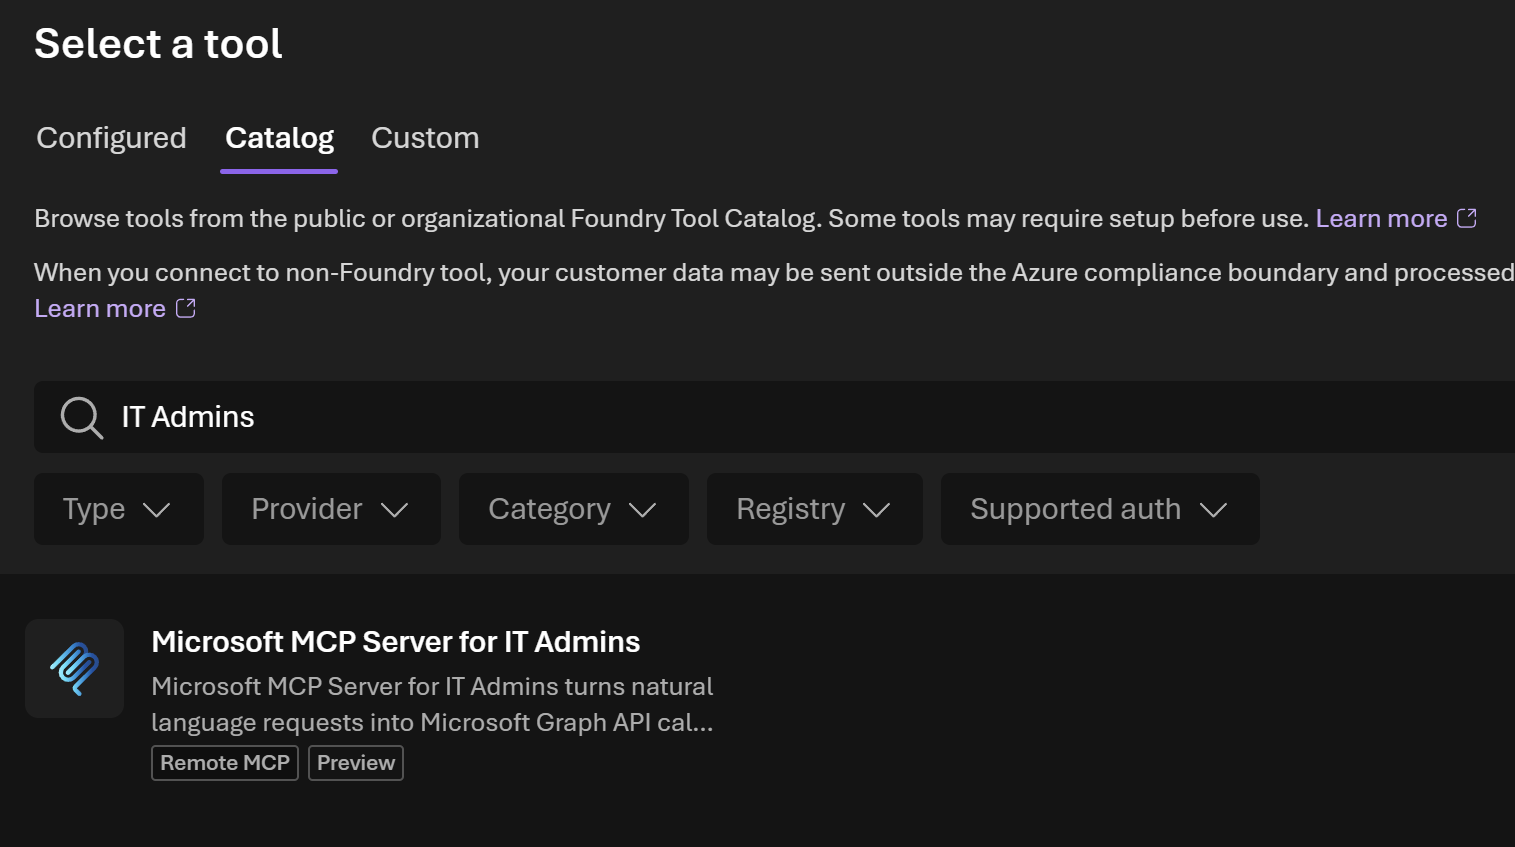 Select a tool
Configured Catalog Custom
Browse tools from the public or organizational Foundry Tool Catalog. Some tools may require setup before use. Learn more
When you connect to non-Foundry tool, your customer data may be sent outside the Azure compliance boundary and processed
Learn more
IT Admins
Type Provider Category Registry Supported auth
Microsoft MCP Server for IT Admins
Microsoft MCP Server for IT Admins turns natural
language requests into Microsoft Graph API cal...
Remote MCP Preview